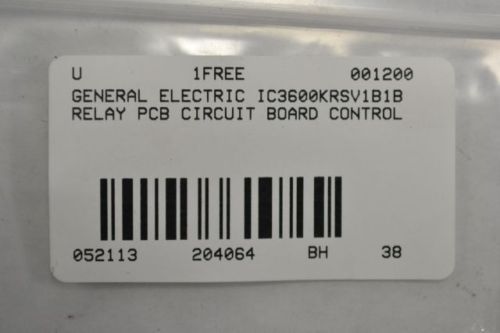 U 1FREE 001200
GENERAL ELECTRIC IC3600KRSV1B1B
RELAY PCB CIRCUIT BOARD CONTROL
052113 204064 BH 38